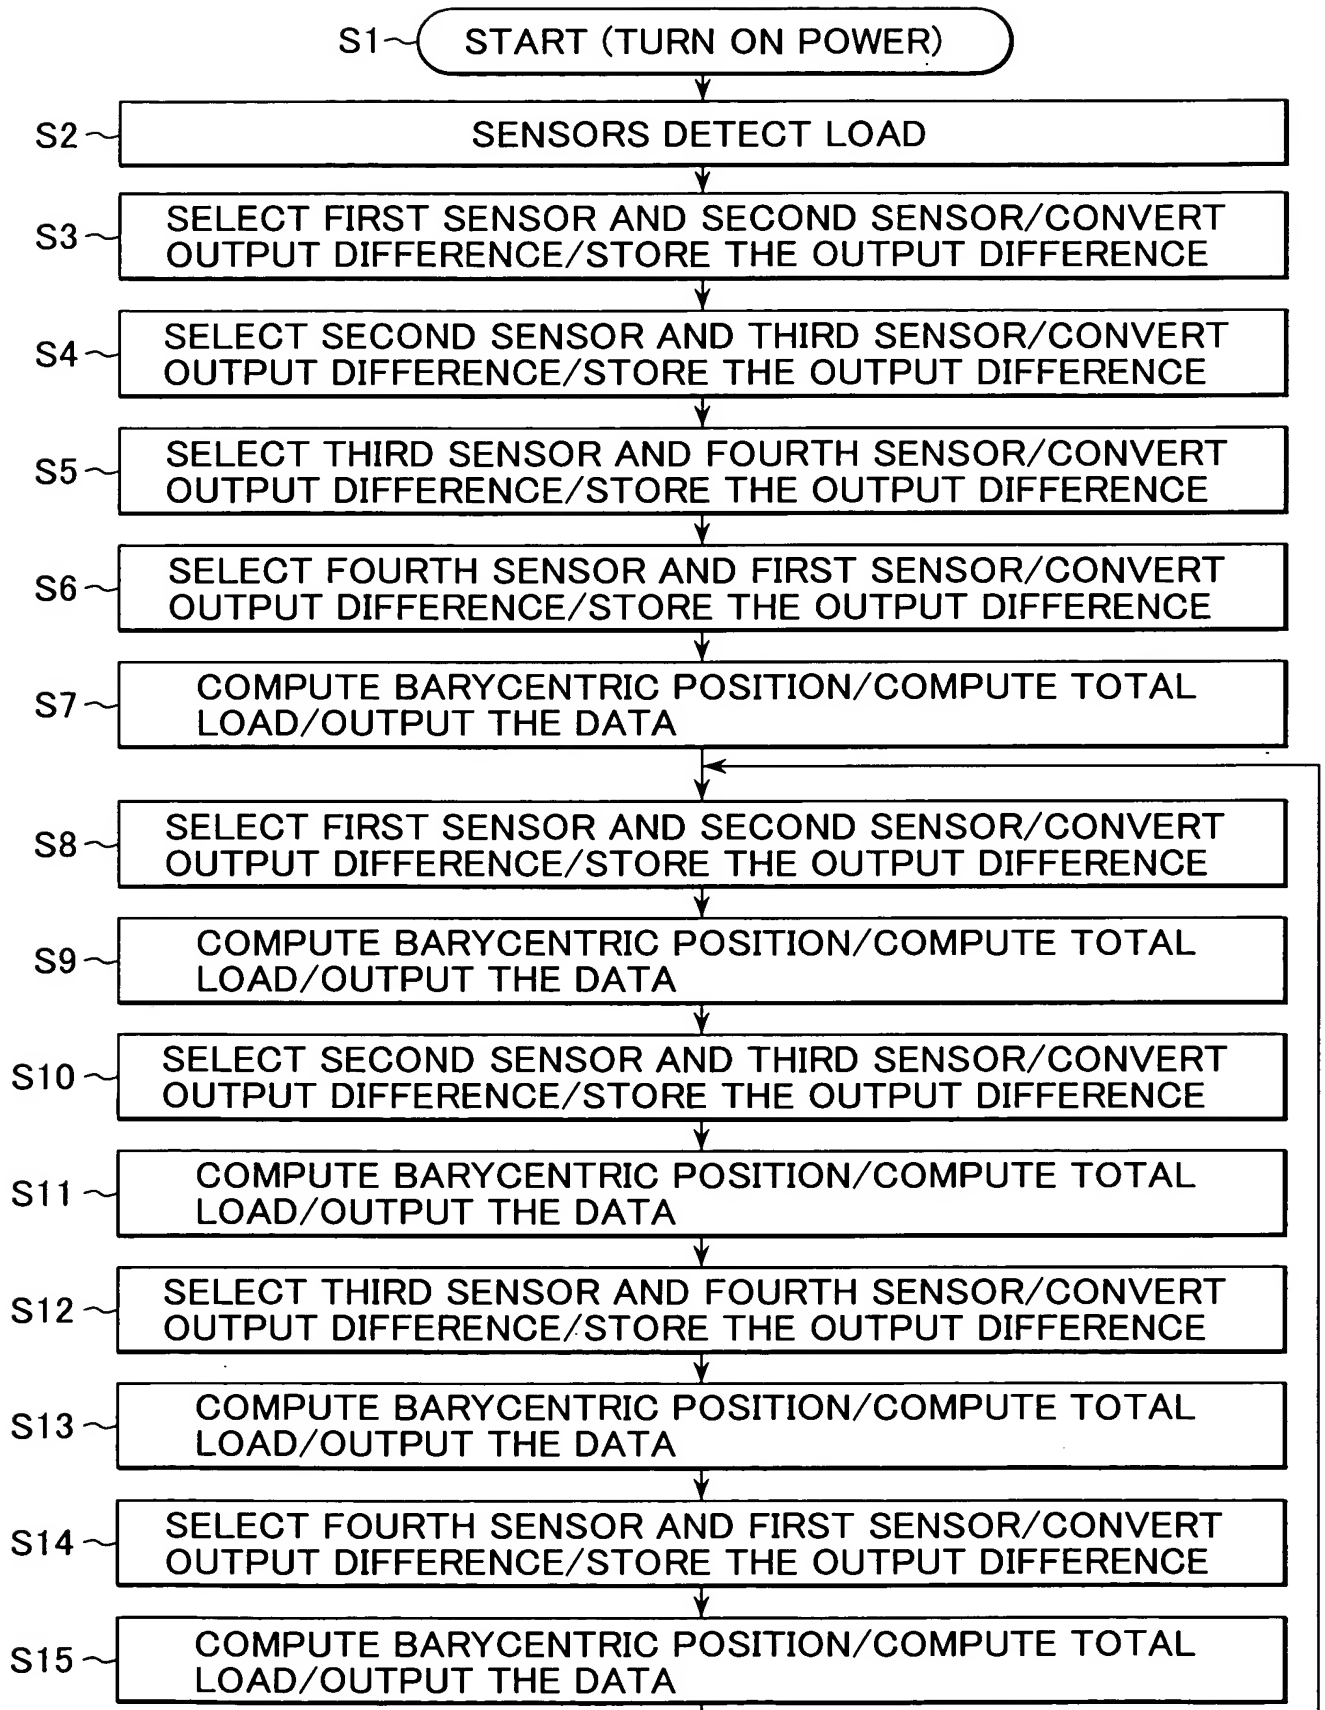 S1 START (TURN ON POWER)
S2 SENSORS DETECT LOAD
S3 SELECT FIRST SENSOR AND SECOND SENSOR/CONVERT
OUTPUT DIFFERENCE/STORE THE OUTPUT DIFFERENCE
S4 SELECT SECOND SENSOR AND THIRD SENSOR/CONVERT
OUTPUT DIFFERENCE/STORE THE OUTPUT DIFFERENCE
S5 SELECT THIRD SENSOR AND FOURTH SENSOR/CONVERT
OUTPUT DIFFERENCE/STORE THE OUTPUT DIFFERENCE
S6 SELECT FOURTH SENSOR AND FIRST SENSOR/CONVERT
OUTPUT DIFFERENCE/STORE THE OUTPUT DIFFERENCE
S7 COMPUTE BARYCENTRIC POSITION/COMPUTE TOTAL
LOAD/OUTPUT THE DATA
S8 SELECT FIRST SENSOR AND SECOND SENSOR/CONVERT
OUTPUT DIFFERENCE/STORE THE OUTPUT DIFFERENCE
S9 COMPUTE BARYCENTRIC POSITION/COMPUTE TOTAL
LOAD/OUTPUT THE DATA
S10 SELECT SECOND SENSOR AND THIRD SENSOR/CONVERT
OUTPUT DIFFERENCE/STORE THE OUTPUT DIFFERENCE
S11 COMPUTE BARYCENTRIC POSITION/COMPUTE TOTAL
LOAD/OUTPUT THE DATA
S12 SELECT THIRD SENSOR AND FOURTH SENSOR/CONVERT
OUTPUT DIFFERENCE/STORE THE OUTPUT DIFFERENCE
S13 COMPUTE BARYCENTRIC POSITION/COMPUTE TOTAL
LOAD/OUTPUT THE DATA
S14 SELECT FOURTH SENSOR AND FIRST SENSOR/CONVERT
OUTPUT DIFFERENCE/STORE THE OUTPUT DIFFERENCE
S15 COMPUTE BARYCENTRIC POSITION/COMPUTE TOTAL
LOAD/OUTPUT THE DATA